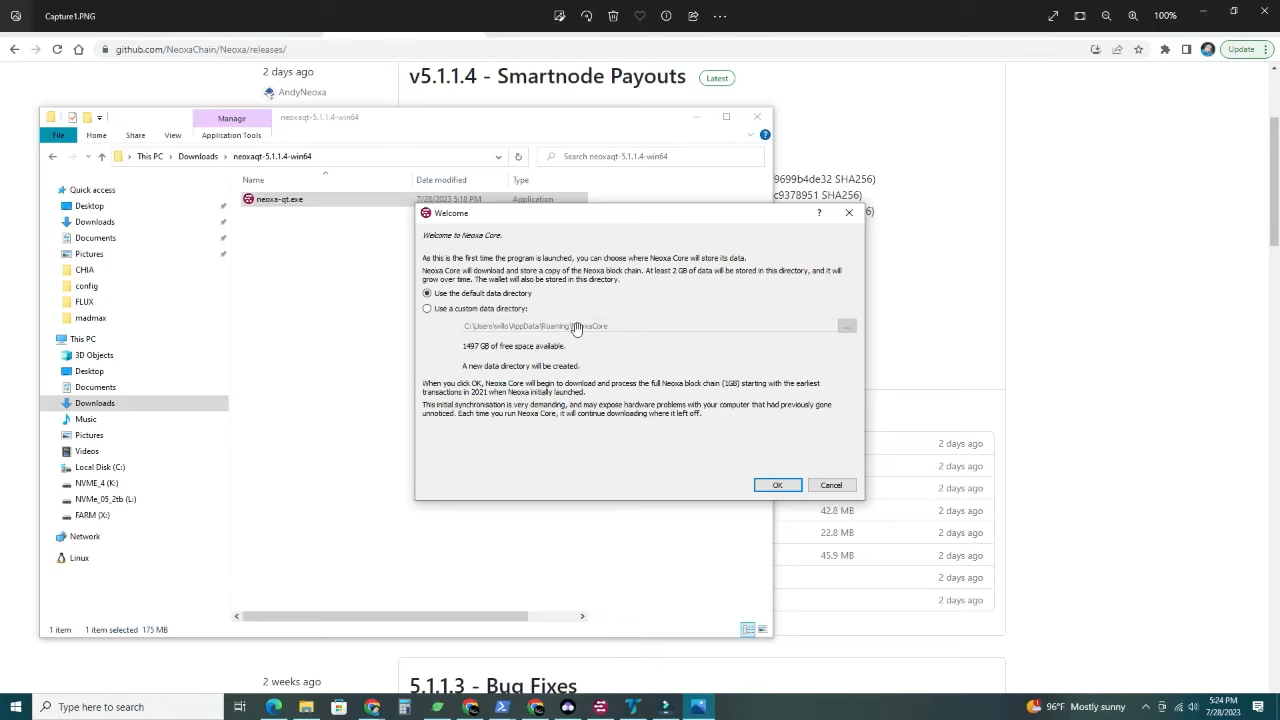 Capture1.PNG
100%
github.com/NeoxaChain/Neoxa/releases/
Update
2 days ago
v5.1.1.4 - Smartnode Payouts
Latest
AndyNeoxa
Manage
neoxaqt-5.1.1.4-win64
File
Home
Share
View
Application Tools
This PC
Downloads
neoxaqt-5.1.1.4-win64
Search neoxaqt-5.1.1.4-win64
9699b4de32 SHA256)
Name
Date modified
Type
Quick access
c9378951 SHA256)
neoxa-qt.exe
7/28/2023 5:18 PM
Application
Desktop
Downloads
Documents
Pictures
CHIA
config
FLUX
madmax
This PC
3D Objects
Desktop
Documents
Downloads
Music
Pictures
Videos
Local Disk (C:)
NVME_4 (K:)
NVMe_05_2tb (L:)
FARM (X:)
Network
Linux
Welcome
Welcome to Neoxa Core.
As this is the first time the program is launched, you can choose where Neoxa Core will store its data.
Neoxa Core will download and store a copy of the Neoxa block chain. At least 2 GB of data will be stored in this directory, and it will
grow over time. The wallet will also be stored in this directory.
Use the default data directory
Use a custom data directory:
C:\Users\willo\AppData\Roaming\
...
1497 GB of free space available.
A new data directory will be created.
When you click OK, Neoxa Core will begin to download and process the full Neoxa block chain (1GB) starting with the earliest
transactions in 2021 when Neoxa initially launched.
This initial synchronisation is very demanding, and may expose hardware problems with your computer that had previously gone
unnoticed. Each time you run Neoxa Core, it will continue downloading where it left off.
OK
Cancel
2 days ago
2 days ago
2 days ago
42.8 MB
2 days ago
22.8 MB
2 days ago
45.9 MB
2 days ago
2 days ago
2 days ago
1 item
1 item selected
175 MB
2 weeks ago
5.1.1.3 - Bug Fixes
Type here to search
96°F Mostly sunny
5:24 PM
7/28/2023